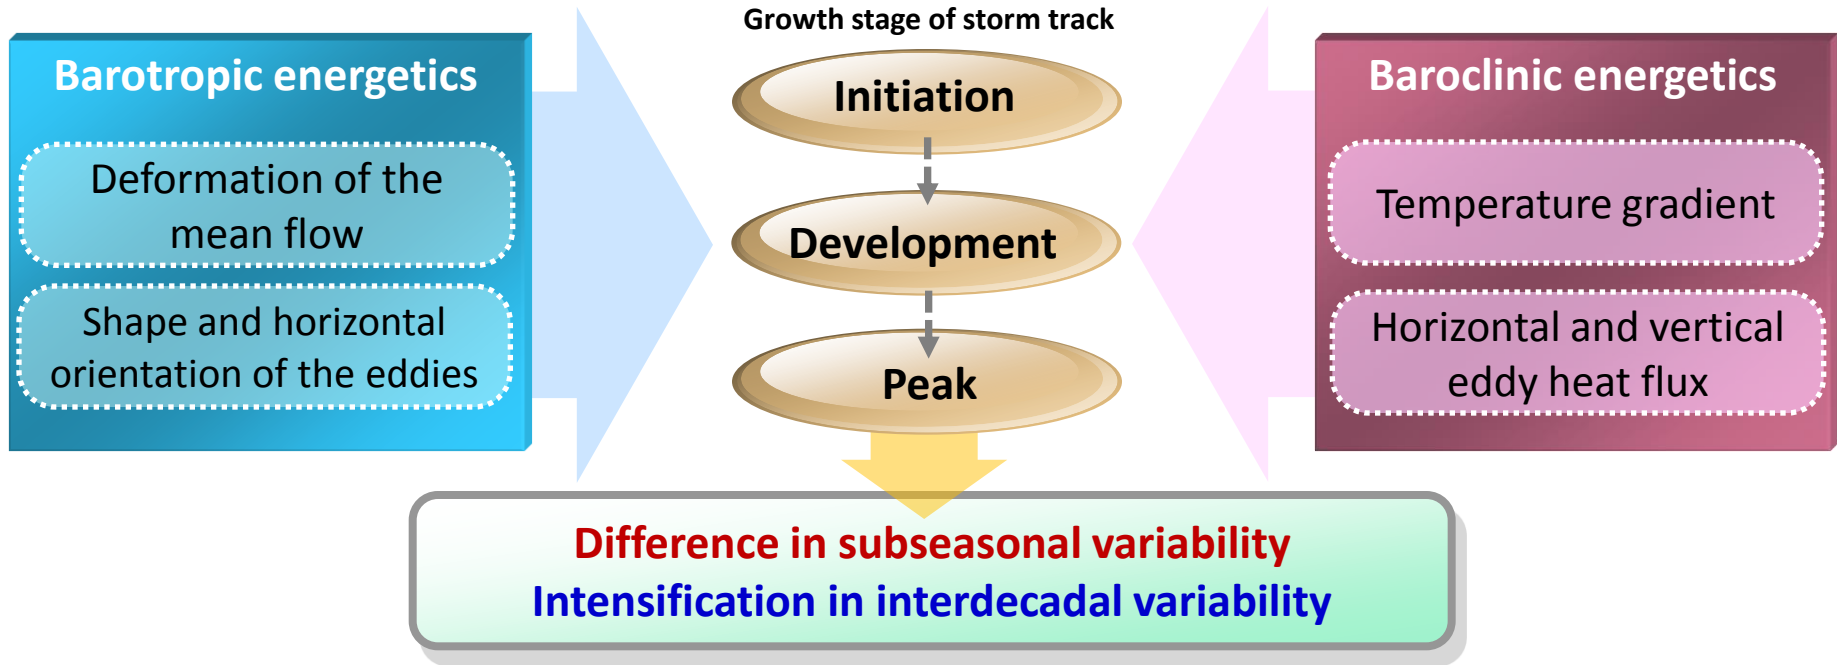 Growth stage of storm track
Barotropic energetics
Deformation of the
mean flow
Shape and horizontal
orientation of the eddies
Initiation
Development
Peak
Baroclinic energetics
Temperature gradient
Horizontal and vertical
eddy heat flux
Difference in subseasonal variability
Intensification in interdecadal variability